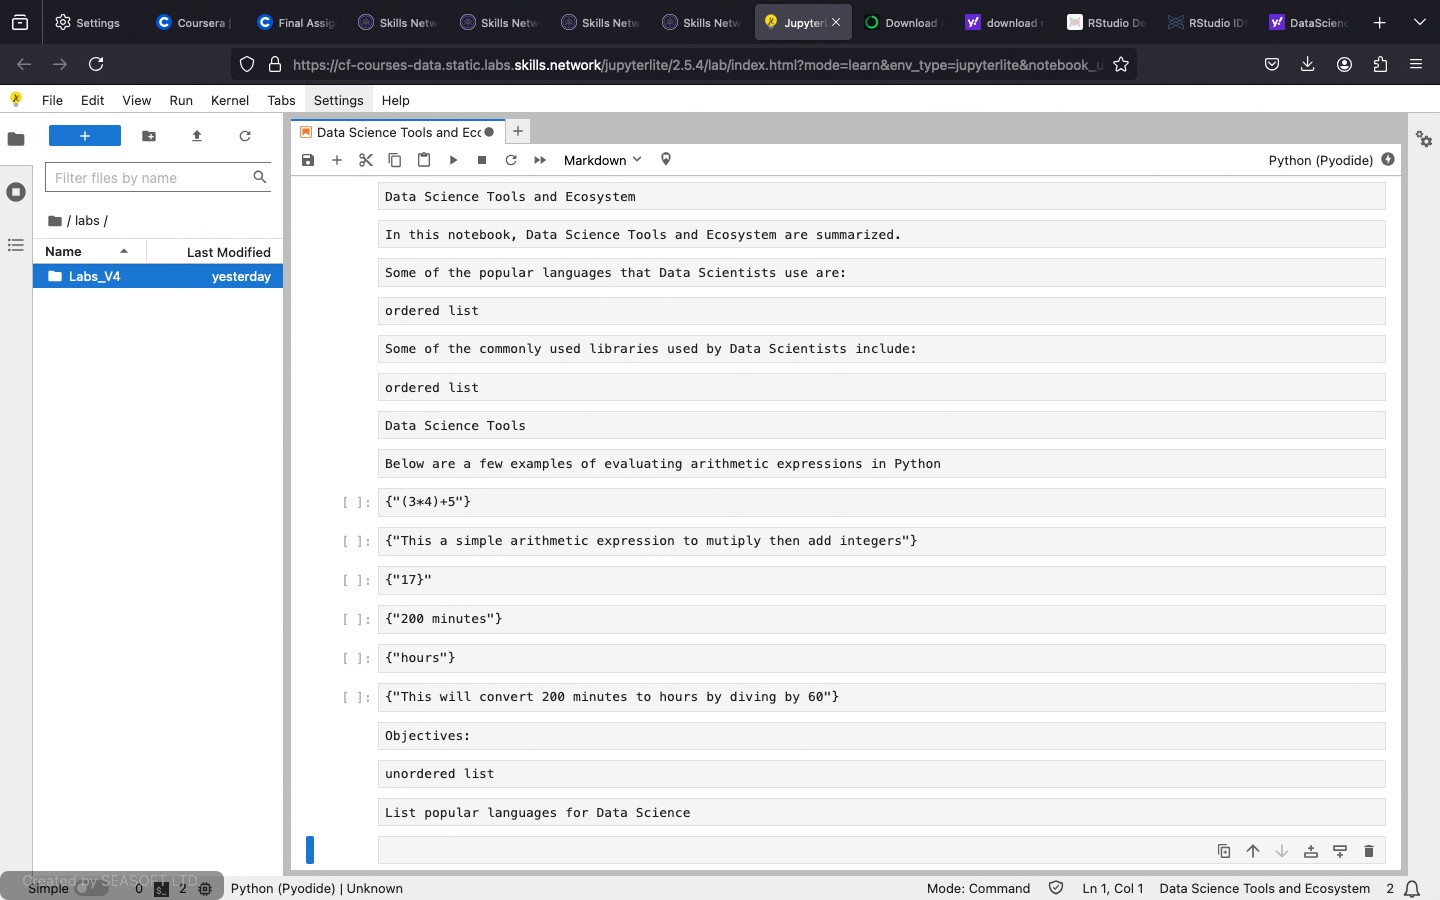 Settings
Coursera |
Final Assig
Skills Netw
Skills Netw
Skills Netw
Skills Netw
JupyterL
Download
download r
RStudio De
RStudio IDE
DataScienc
https://cf-courses-data.static.labs.skills.network/jupyterlite/2.5.4/lab/index.html?mode=learn&env_type=jupyterlite&notebook_u
File Edit View Run Kernel Tabs Settings Help
Data Science Tools and Ecc
Markdown
Python (Pyodide)
Filter files by name
/ labs /
Name Last Modified
Labs_V4 yesterday
Data Science Tools and Ecosystem
In this notebook, Data Science Tools and Ecosystem are summarized.
Some of the popular languages that Data Scientists use are:
ordered list
Some of the commonly used libraries used by Data Scientists include:
ordered list
Data Science Tools
Below are a few examples of evaluating arithmetic expressions in Python
[ ]: {"(3*4)+5"}
[ ]: {"This a simple arithmetic expression to mutiply then add integers"}
[ ]: {"17}"
[ ]: {"200 minutes"}
[ ]: {"hours"}
[ ]: {"This will convert 200 minutes to hours by diving by 60"}
Objectives:
unordered list
List popular languages for Data Science
Created by SEASOFT LTD
Simple 0 $_ 2 Python (Pyodide) | Unknown Mode: Command Ln 1, Col 1 Data Science Tools and Ecosystem 2